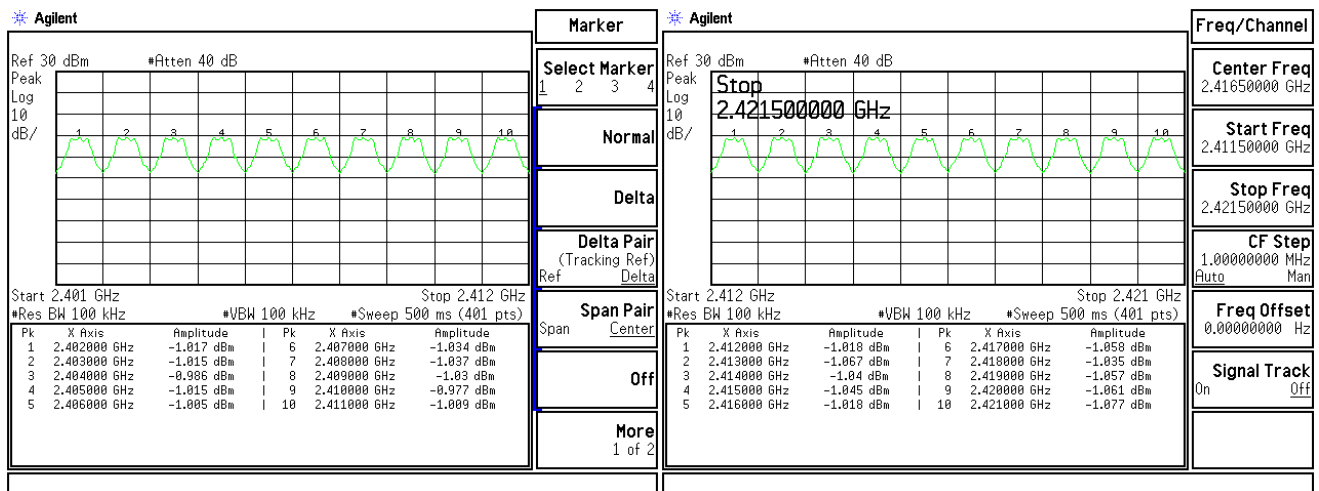 Agilent
Marker
Ref 30 dBm #Atten 40 dB
Peak
Log
10
dB/
1 2 3 4 5 6 7 8 9 10
Start 2.401 GHz Stop 2.412 GHz
#Res BW 100 kHz #VBW 100 kHz #Sweep 500 ms (401 pts)
Pk X Axis Amplitude | Pk X Axis Amplitude
1 2.402000 GHz -1.017 dBm | 6 2.407000 GHz -1.034 dBm
2 2.403000 GHz -1.015 dBm | 7 2.408000 GHz -1.037 dBm
3 2.404000 GHz -0.986 dBm | 8 2.409000 GHz -1.03 dBm
4 2.405000 GHz -1.015 dBm | 9 2.410000 GHz -0.977 dBm
5 2.406000 GHz -1.005 dBm | 10 2.411000 GHz -1.009 dBm
Select Marker
1 2 3 4
Normal
Delta
Delta Pair
(Tracking Ref)
Ref Delta
Span Pair
Span Center
Off
More
1 of 2
Agilent
Freq/Channel
Ref 30 dBm #Atten 40 dB
Peak
Log
10
dB/
Stop
2.421500000 GHz
1 2 3 4 5 6 7 8 9 10
Start 2.412 GHz Stop 2.421 GHz
#Res BW 100 kHz #VBW 100 kHz #Sweep 500 ms (401 pts)
Pk X Axis Amplitude | Pk X Axis Amplitude
1 2.412000 GHz -1.018 dBm | 6 2.417000 GHz -1.058 dBm
2 2.413000 GHz -1.067 dBm | 7 2.418000 GHz -1.035 dBm
3 2.414000 GHz -1.04 dBm | 8 2.419000 GHz -1.057 dBm
4 2.415000 GHz -1.045 dBm | 9 2.420000 GHz -1.061 dBm
5 2.416000 GHz -1.018 dBm | 10 2.421000 GHz -1.077 dBm
Center Freq
2.41650000 GHz
Start Freq
2.41150000 GHz
Stop Freq
2.42150000 GHz
CF Step
1.00000000 MHz
Auto Man
Freq Offset
0.00000000 Hz
Signal Track
On Off